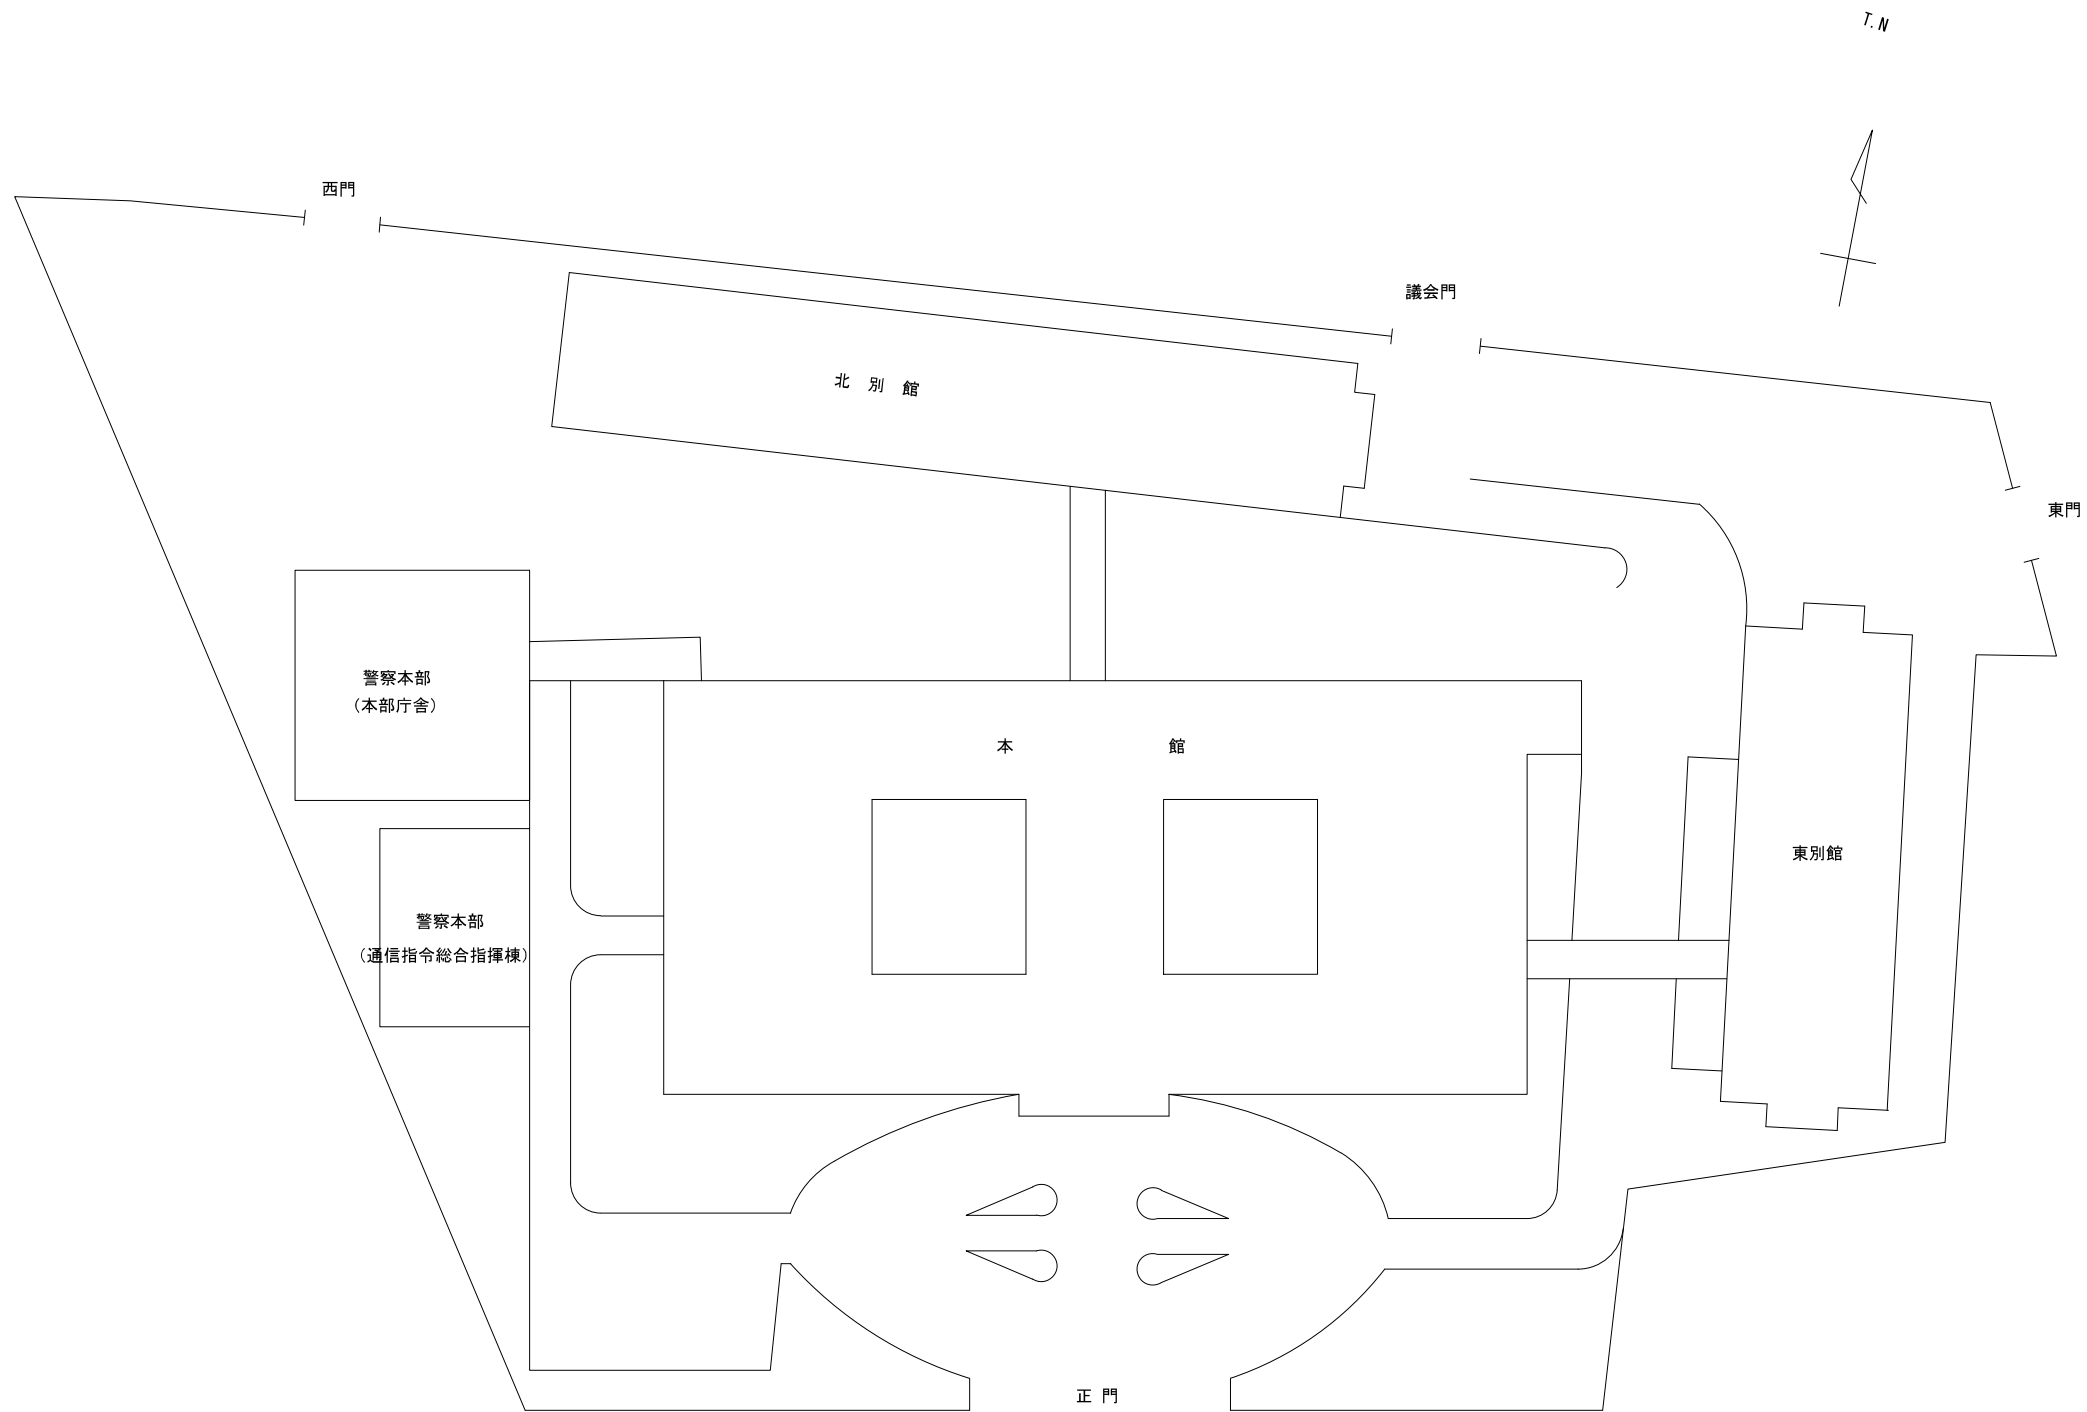 T.N
西門
議会門
北別館
東門
警察本部
（本部庁舎）
本館
東別館
警察本部
（通信指令総合指揮棟）
正門